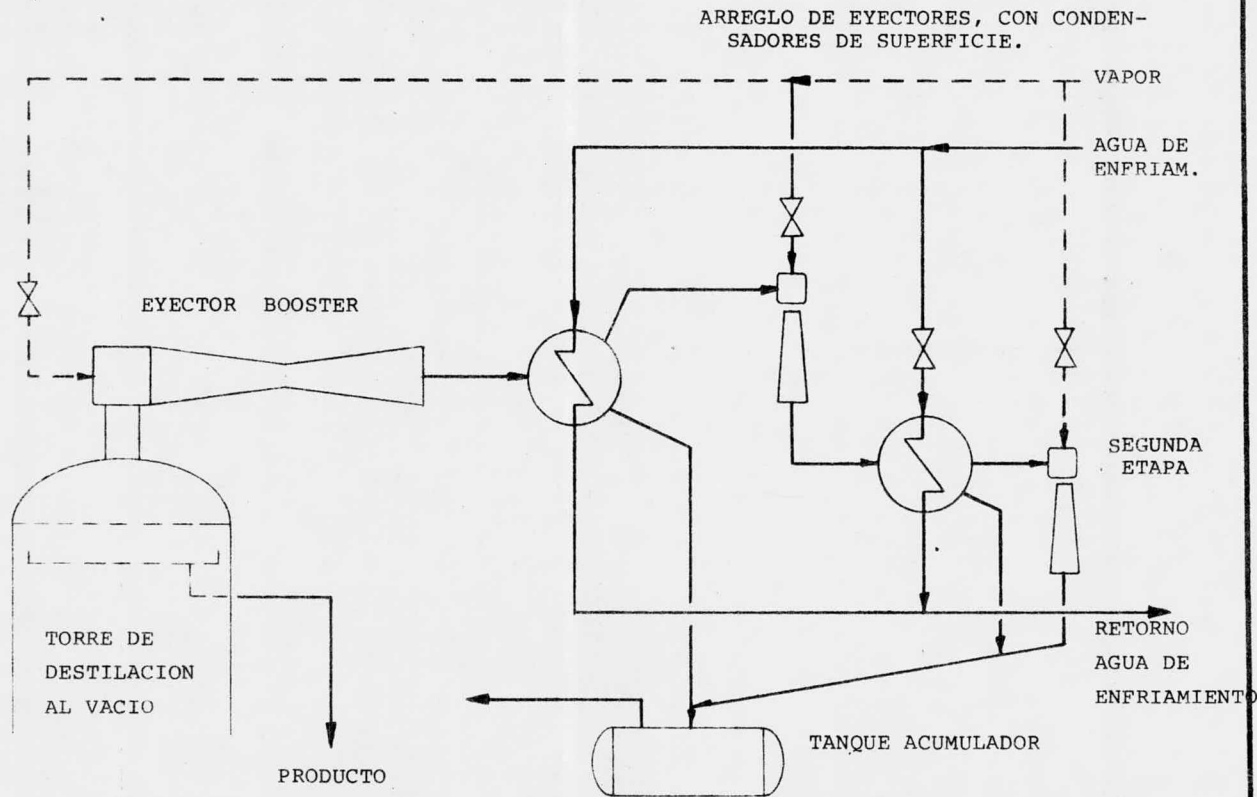 ARREGLO DE EYECTORES, CON CONDEN-
SADORES DE SUPERFICIE.
VAPOR
AGUA DE
ENFRIAM.
EYECTOR BOOSTER
SEGUNDA
ETAPA
TORRE DE
DESTILACION
AL VACIO
RETORNO
AGUA DE
ENFRIAMIENTO
TANQUE ACUMULADOR
PRODUCTO